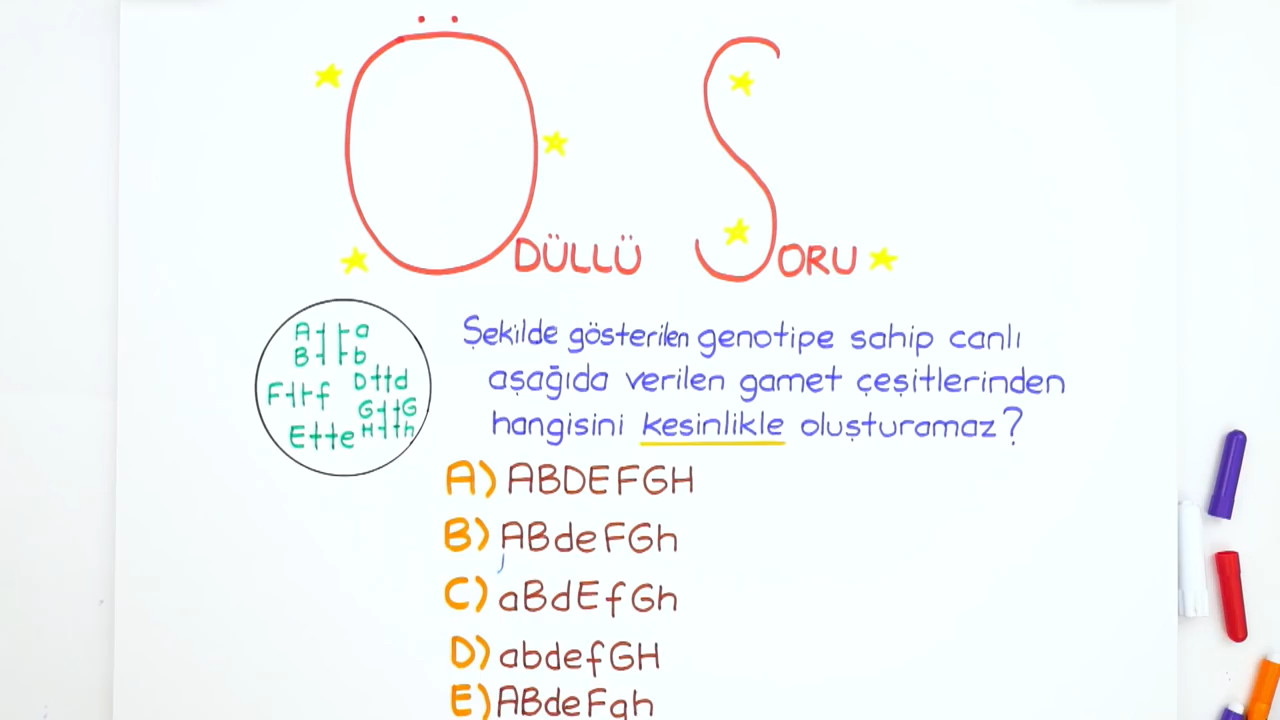 ÖDÜLLÜ SORU
A a
B b
D d
F f
G G
E e H h
Şekilde gösterilen genotipe sahip canlı
aşağıda verilen gamet çeşitlerinden
hangisini kesinlikle oluşturamaz?
A) ABDEFGH
B) ABdeFGh
C) aBdEfGh
D) abdefGH
E) ABdeFgh